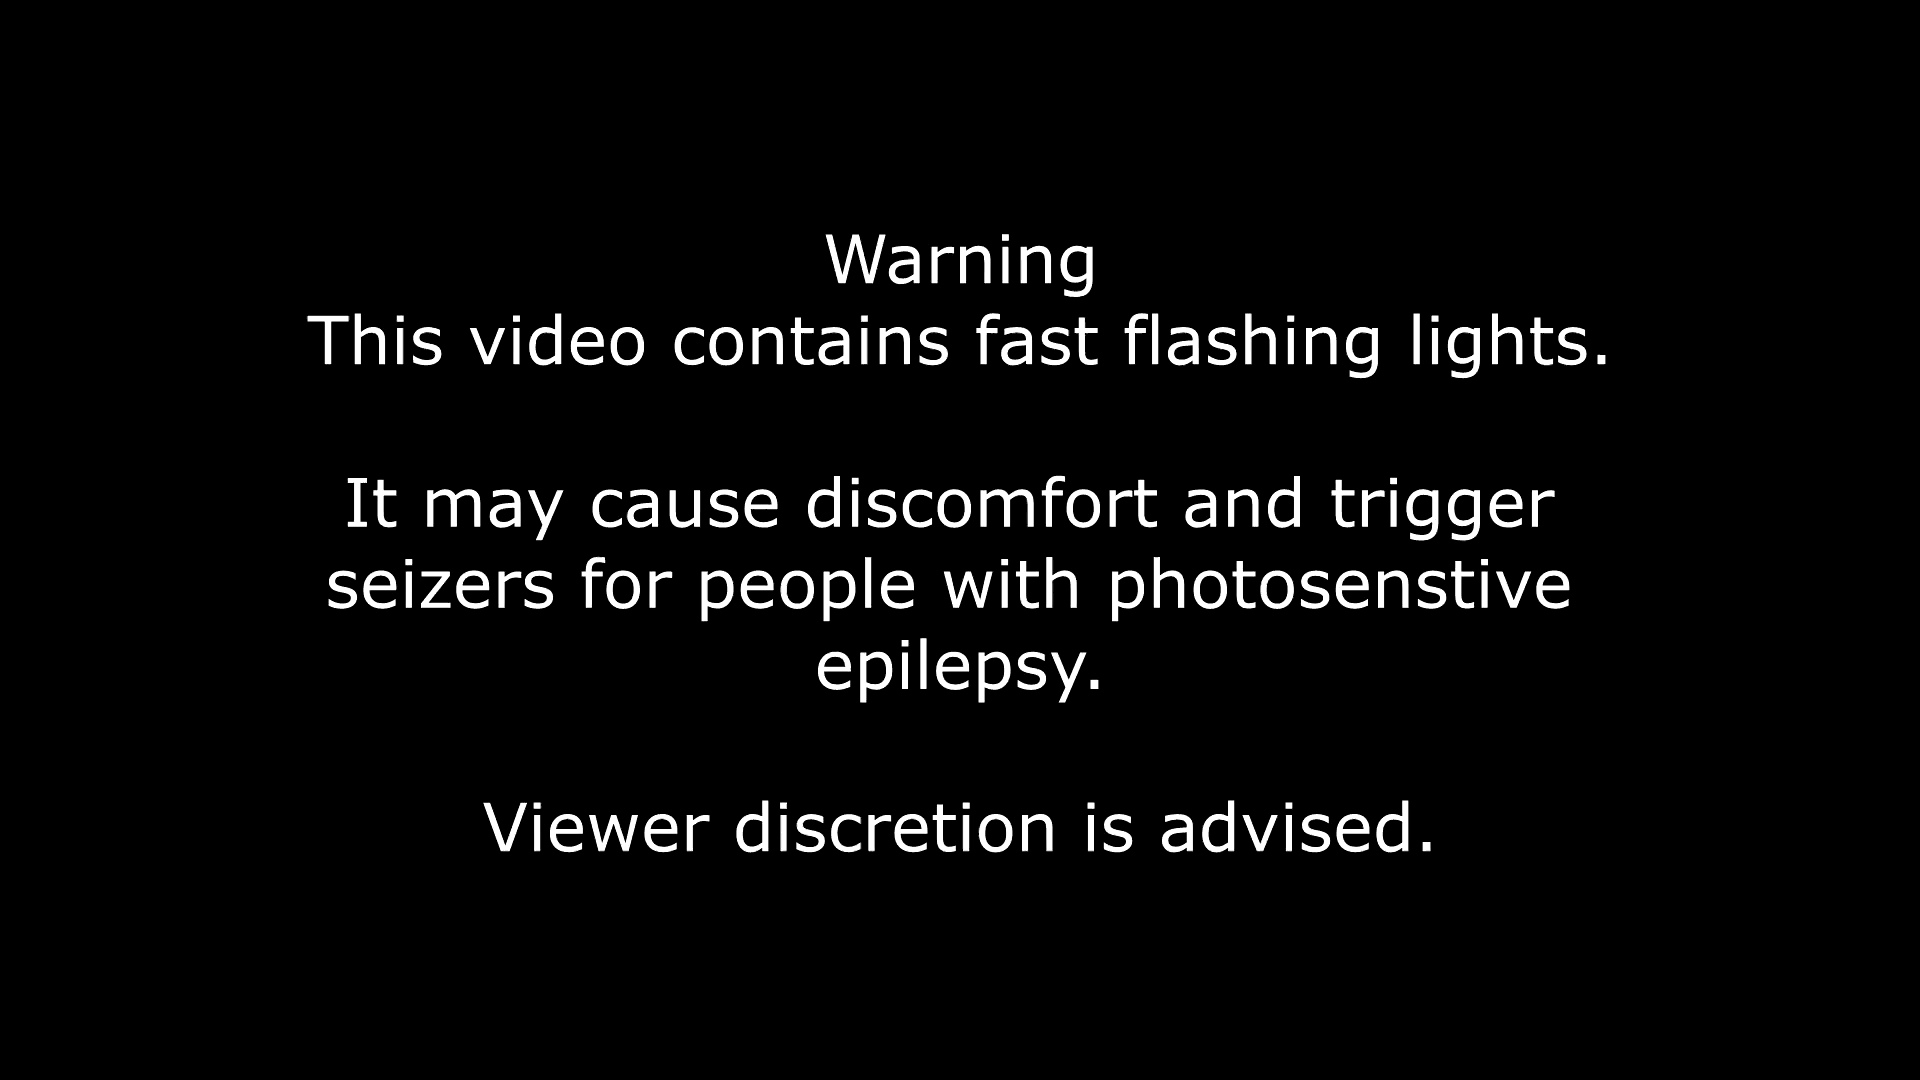 Warning
This video contains fast flashing lights.
It may cause discomfort and trigger
seizers for people with photosenstive
epilepsy.
Viewer discretion is advised.